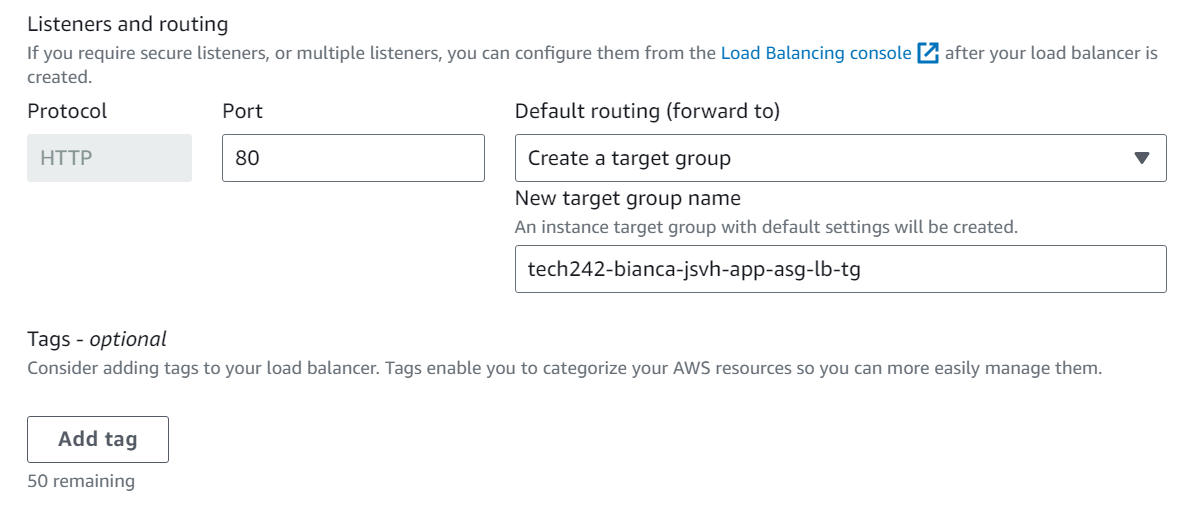 Listeners and routing
If you require secure listeners, or multiple listeners, you can configure them from the Load Balancing console after your load balancer is
created.
Protocol Port Default routing (forward to)
HTTP 80 Create a target group
New target group name
An instance target group with default settings will be created.
tech242-bianca-jsvh-app-asg-lb-tg
Tags - optional
Consider adding tags to your load balancer. Tags enable you to categorize your AWS resources so you can more easily manage them.
Add tag
50 remaining